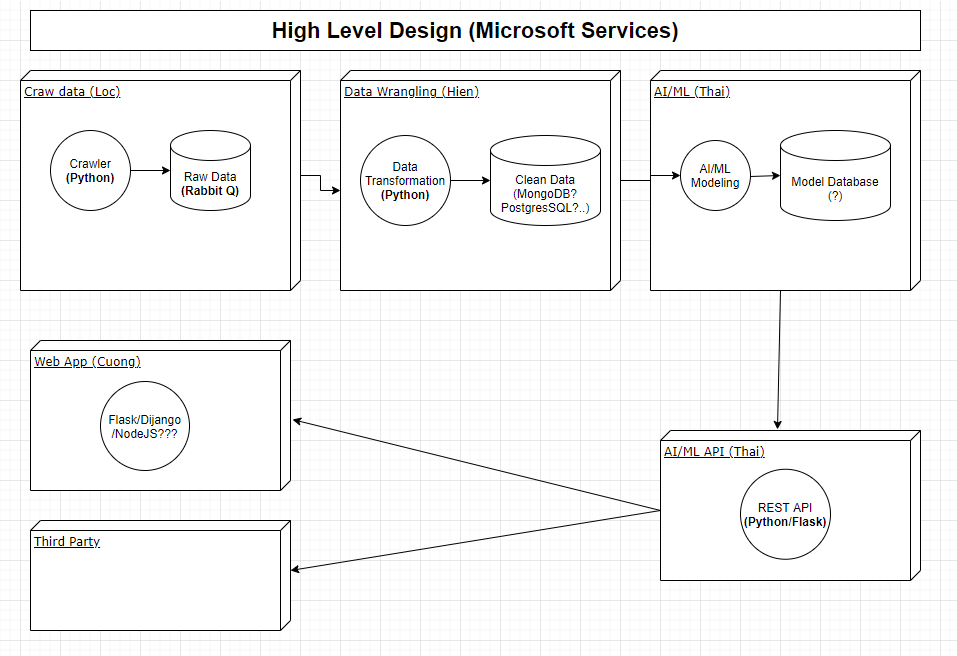 High Level Design (Microsoft Services)
Craw data (Loc)
Crawler
(Python)
Raw Data
(Rabbit Q)
Data Wrangling (Hien)
Data
Transformation
(Python)
Clean Data
(MongoDB?
PostgresSQL?..)
AI/ML (Thai)
AI/ML
Modeling
Model Database
(?)
Web App (Cuong)
Flask/Dijango
/NodeJS???
AI/ML API (Thai)
REST API
(Python/Flask)
Third Party